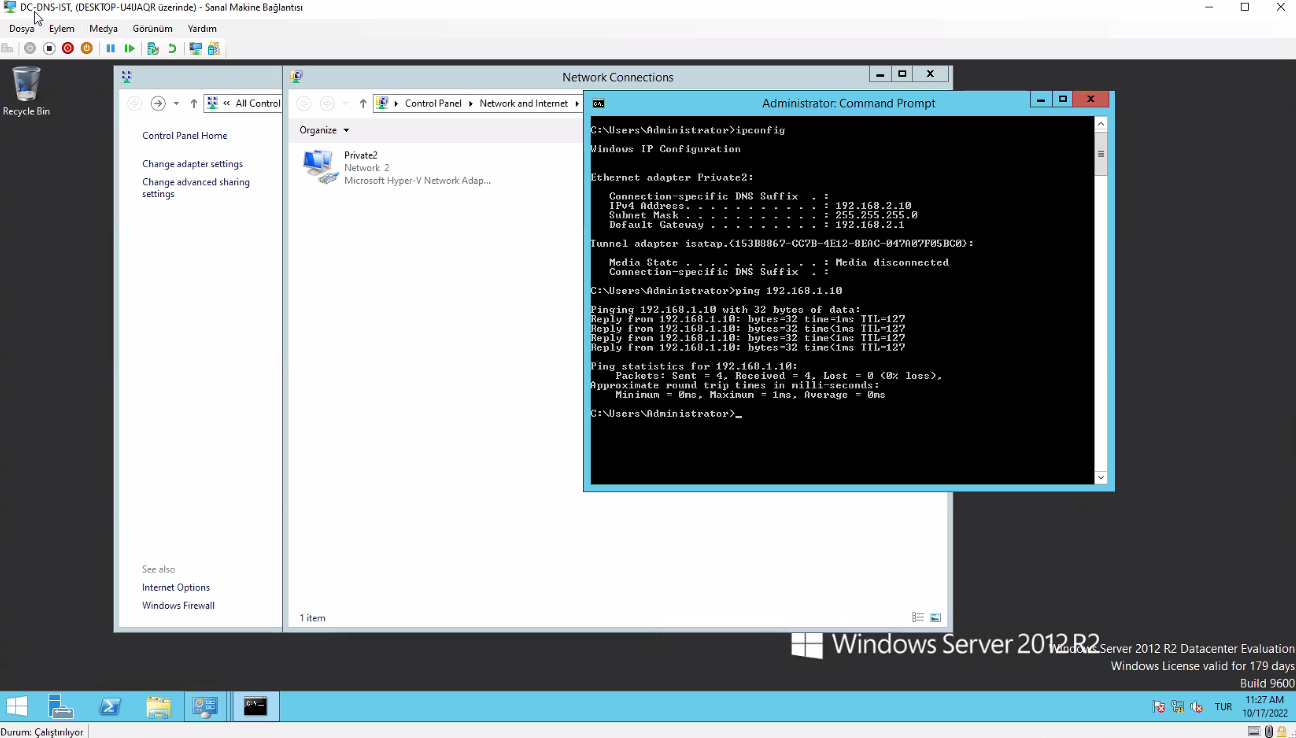 DC-DNS-IST, (DESKTOP-U4IJAQR üzerinde) - Sanal Makine Bağlantısı
Dosya Eylem Medya Görünüm Yardım
Recycle Bin
« All Control
Control Panel Home
Change adapter settings
Change advanced sharing
settings
See also
Internet Options
Windows Firewall
Network Connections
Control Panel Network and Internet
Organize
Private2
Network 2
Microsoft Hyper-V Network Adap...
1 item
Administrator: Command Prompt
C:\Users\Administrator>ipconfig
Windows IP Configuration
Ethernet adapter Private2:
Connection-specific DNS Suffix . :
IPv4 Address. . . . . . . . . . . : 192.168.2.10
Subnet Mask . . . . . . . . . . . : 255.255.255.0
Default Gateway . . . . . . . . . : 192.168.2.1
Tunnel adapter isatap.{153B8867-CC7B-4E12-8EAC-047A07F05BC0}:
Media State . . . . . . . . . . . : Media disconnected
Connection-specific DNS Suffix . :
C:\Users\Administrator>ping 192.168.1.10
Pinging 192.168.1.10 with 32 bytes of data:
Reply from 192.168.1.10: bytes=32 time=1ms TTL=127
Reply from 192.168.1.10: bytes=32 time<1ms TTL=127
Reply from 192.168.1.10: bytes=32 time<1ms TTL=127
Reply from 192.168.1.10: bytes=32 time<1ms TTL=127
Ping statistics for 192.168.1.10:
Packets: Sent = 4, Received = 4, Lost = 0 (0% loss),
Approximate round trip times in milli-seconds:
Minimum = 0ms, Maximum = 1ms, Average = 0ms
C:\Users\Administrator>_
Windows Server 2012 R2
Windows Server 2012 R2 Datacenter Evaluation
Windows License valid for 179 days
Build 9600
TUR
11:27 AM
10/17/2022
Durum: Çalıştırılıyor